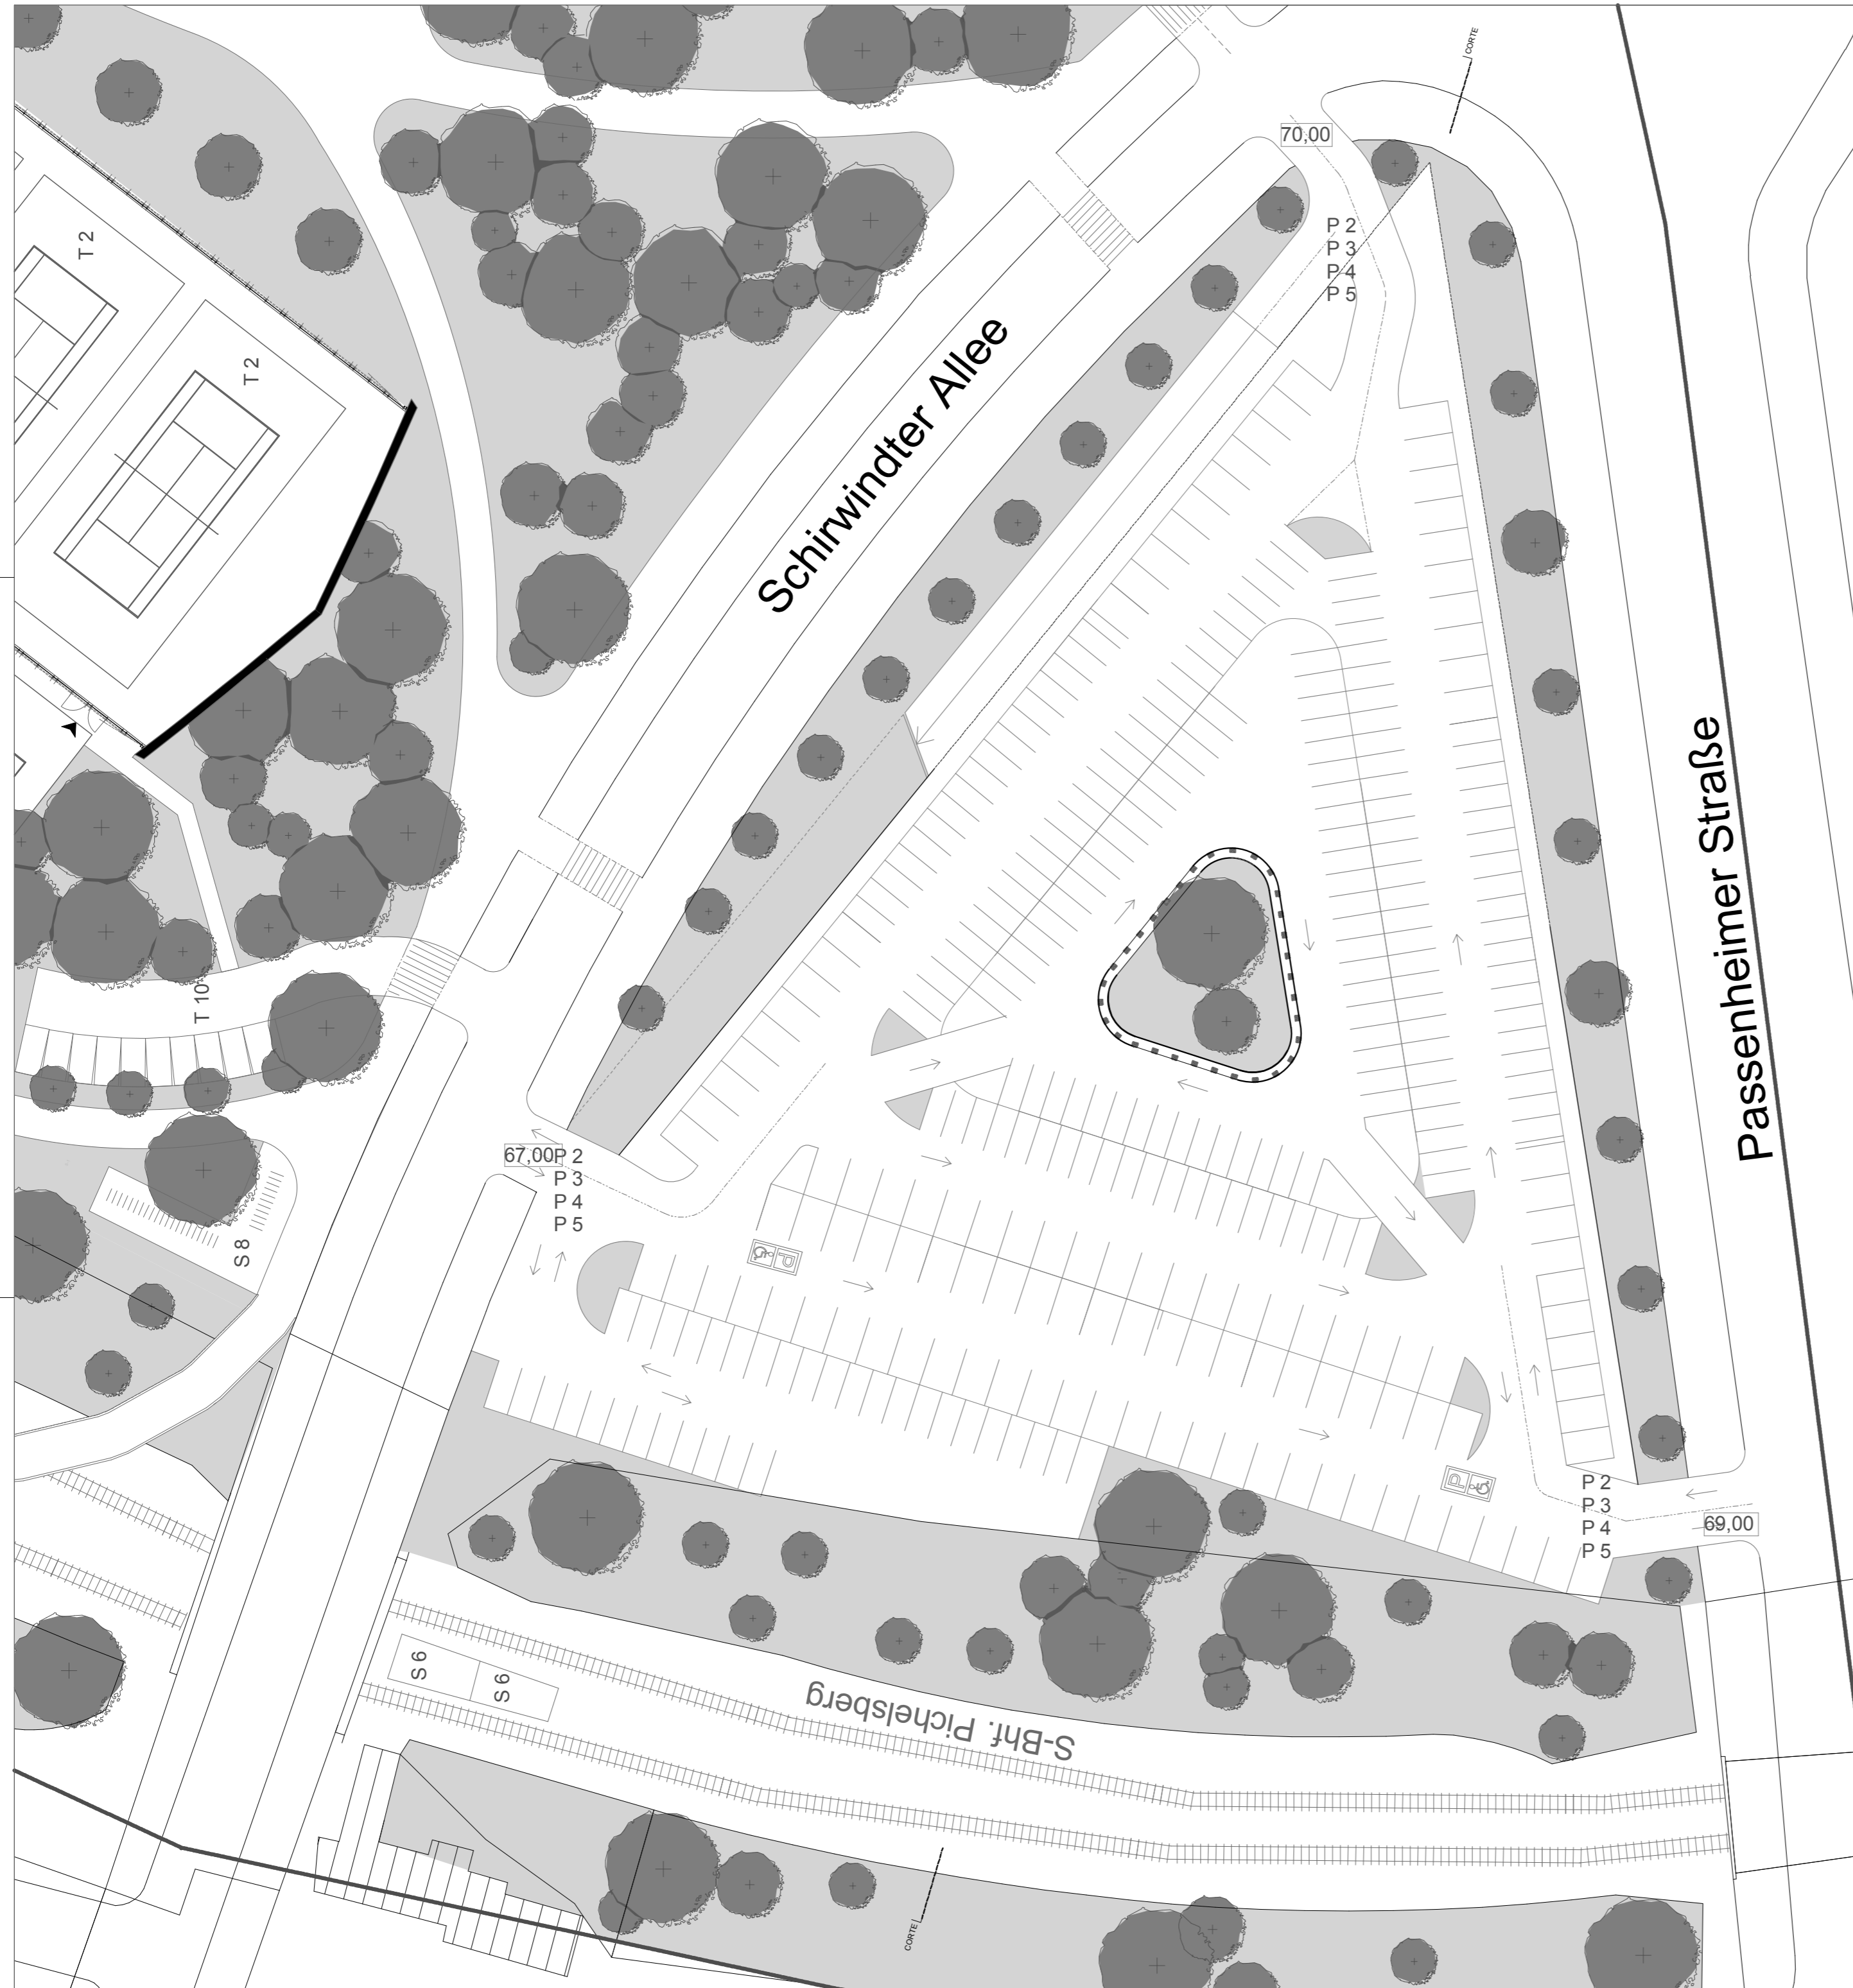 CORTE
70,00
P 2
P 3
P 4
P 5
T 2
T 2
Schirwindter Allee
Passenheimer Straße
T 10
67,00
P 2
P 3
P 4
P 5
S 8
P
P
P 2
P 3
P 4
P 5
69,00
S 6
S 6
S-Bhf. Pichelsberg
CORTE